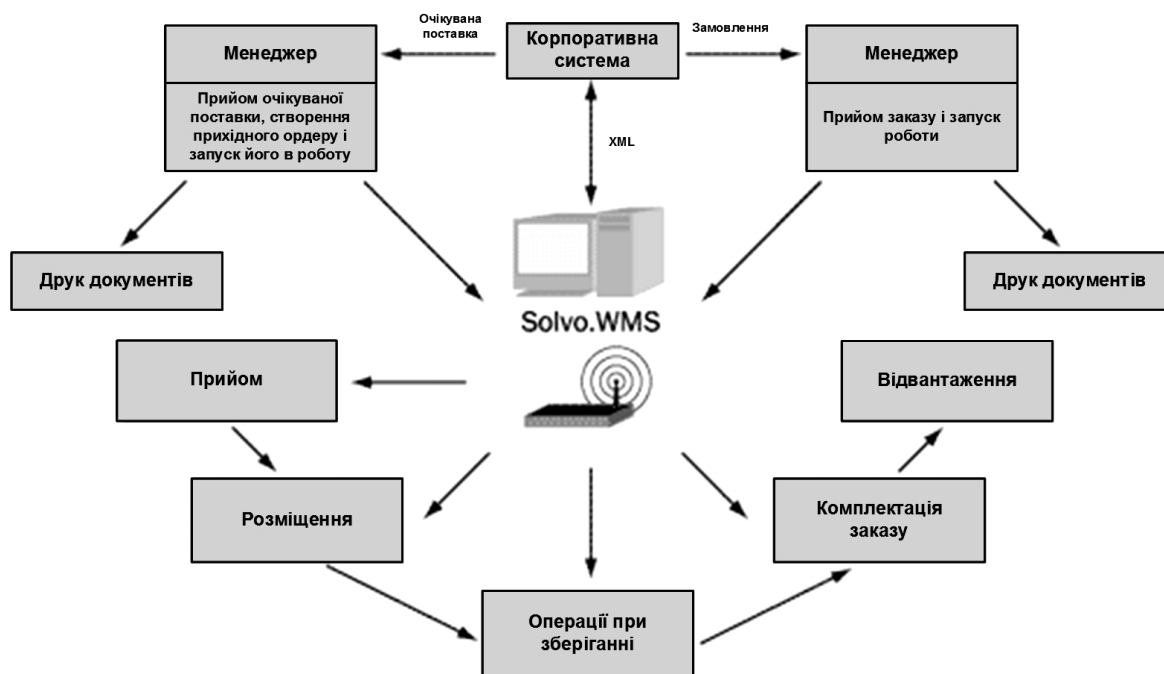 Очікувана
поставка
Замовлення
Менеджер
Корпоративна
система
Менеджер
Прийом очікуваної
поставки, створення
прихідного ордеру і
запуск його в роботу
XML
Прийом заказу і запуск
роботи
Друк документів
Друк документів
Solvo.WMS
Прийом
Відвантаження
Розміщення
Комплектація
заказу
Операції при
зберіганні